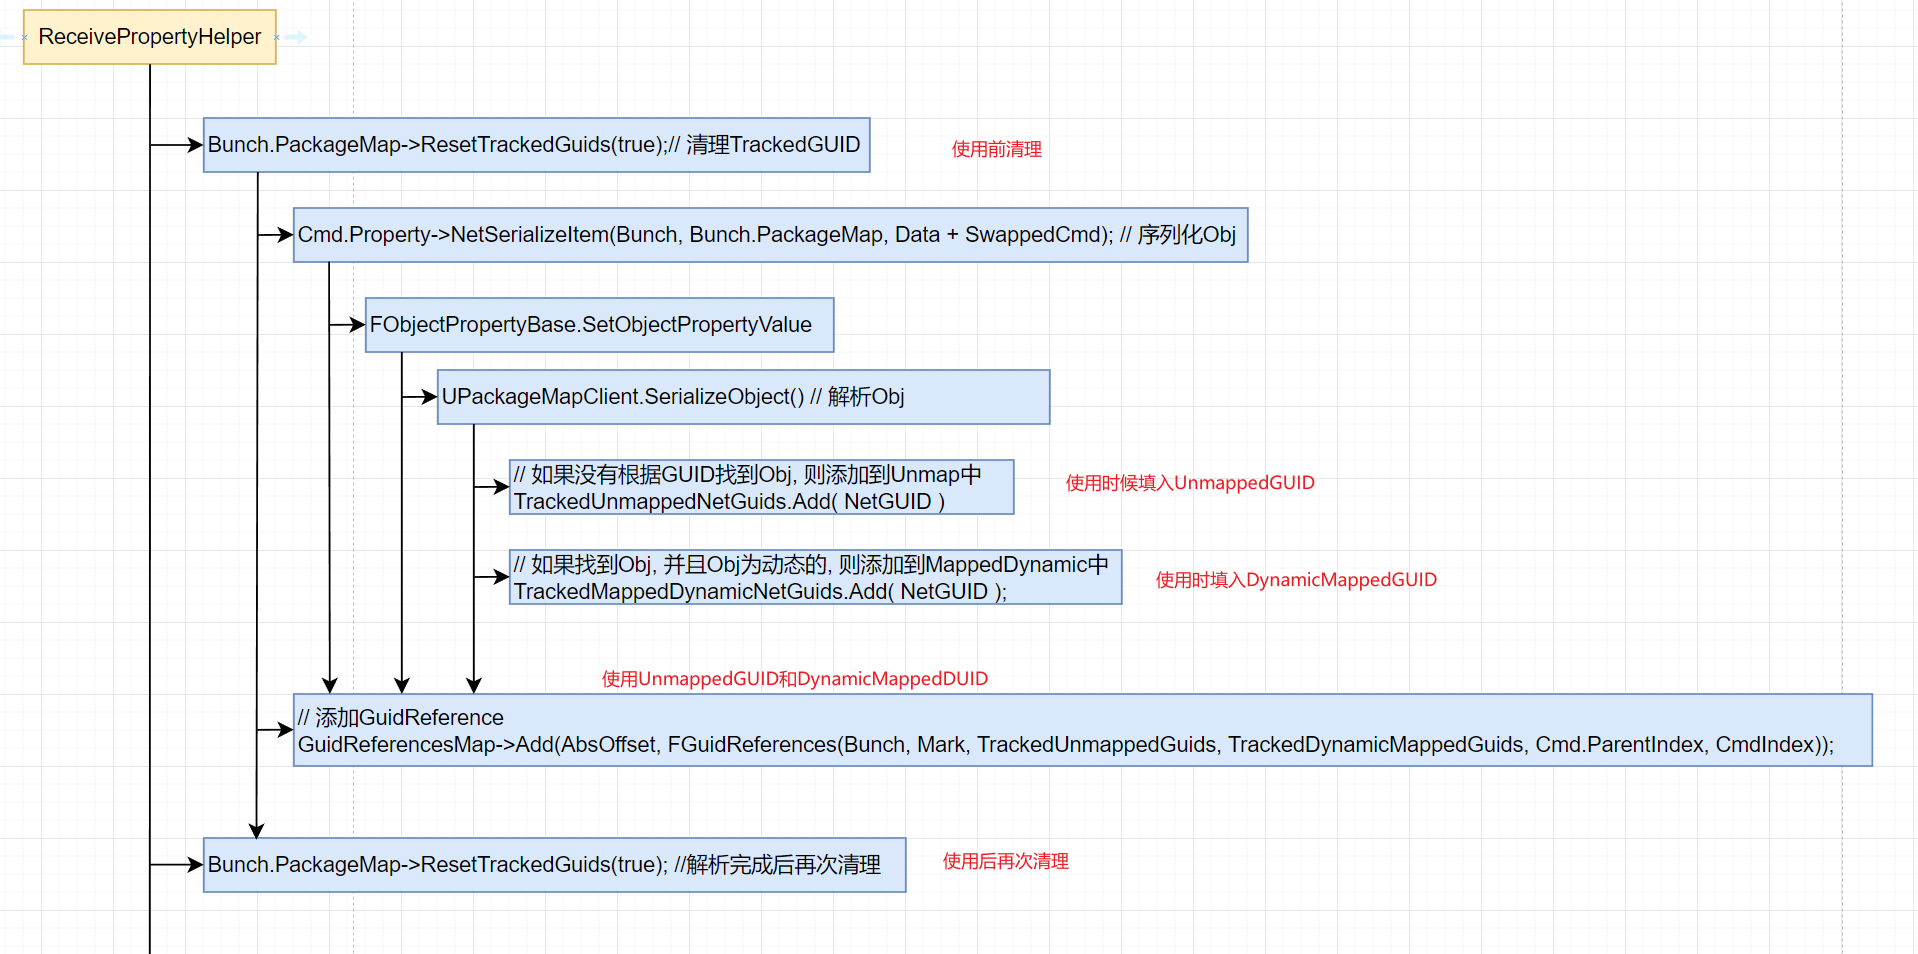 ReceivePropertyHelper
Bunch.PackageMap->ResetTrackedGuids(true);// 清理TrackedGUID
使用前清理
Cmd.Property->NetSerializeItem(Bunch, Bunch.PackageMap, Data + SwappedCmd); // 序列化Obj
FObjectPropertyBase.SetObjectPropertyValue
UPackageMapClient.SerializeObject() // 解析Obj
// 如果没有根据GUID找到Obj, 则添加到Unmap中
TrackedUnmappedNetGuids.Add( NetGUID )
使用时候填入UnmappedGUID
// 如果找到Obj, 并且Obj为动态的, 则添加到MappedDynamic中
TrackedMappedDynamicNetGuids.Add( NetGUID );
使用时填入DynamicMappedGUID
使用UnmappedGUID和DynamicMappedDUID
// 添加GuidReference
GuidReferencesMap->Add(AbsOffset, FGuidReferences(Bunch, Mark, TrackedUnmappedGuids, TrackedDynamicMappedGuids, Cmd.ParentIndex, CmdIndex));
Bunch.PackageMap->ResetTrackedGuids(true); //解析完成后再次清理
使用后再次清理